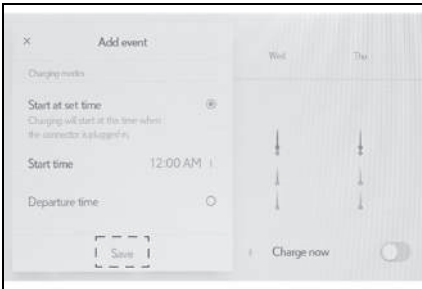 × Add event
Charging modes
Start at set time
Charging will start at this time when
the connector is plugged in.
Start time 12:00 AM
Departure time
Save
Wed Thu
Charge now